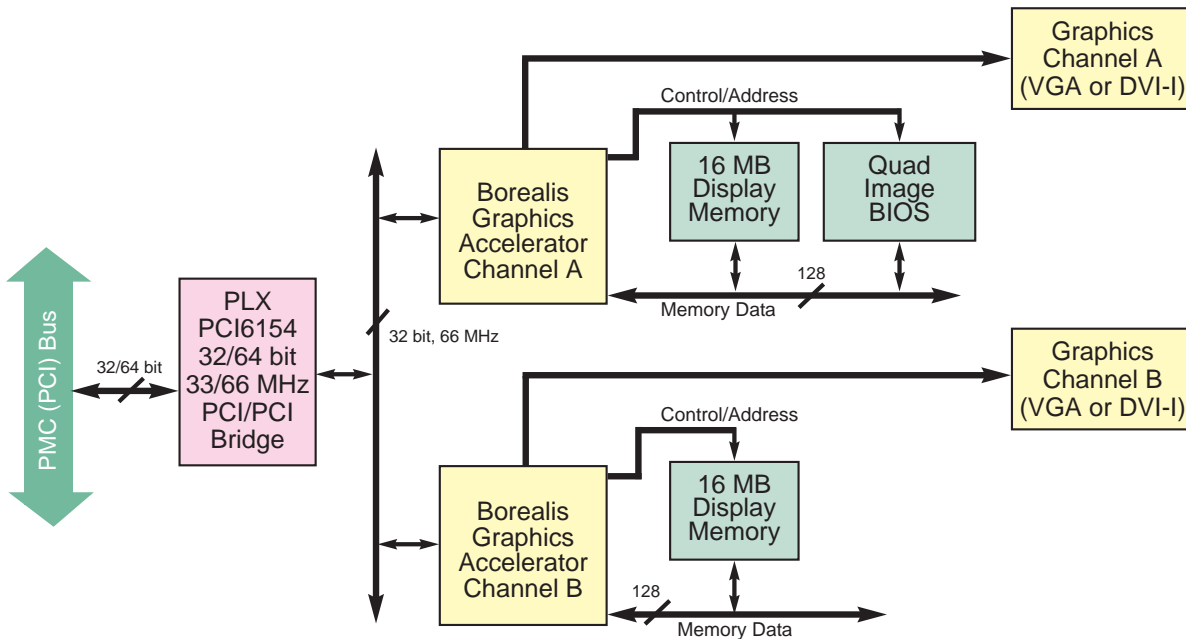 Graphics
Channel A
(VGA or DVI-I)
Control/Address
16 MB
Display
Memory
Quad
Image
BIOS
Borealis
Graphics
Accelerator
Channel A
128
Memory Data
PMC (PCI) Bus
32/64 bit
PLX
PCI6154
32/64 bit
33/66 MHz
PCI/PCI
Bridge
32 bit, 66 MHz
Graphics
Channel B
(VGA or DVI-I)
Control/Address
16 MB
Display
Memory
Borealis
Graphics
Accelerator
Channel B
128
Memory Data